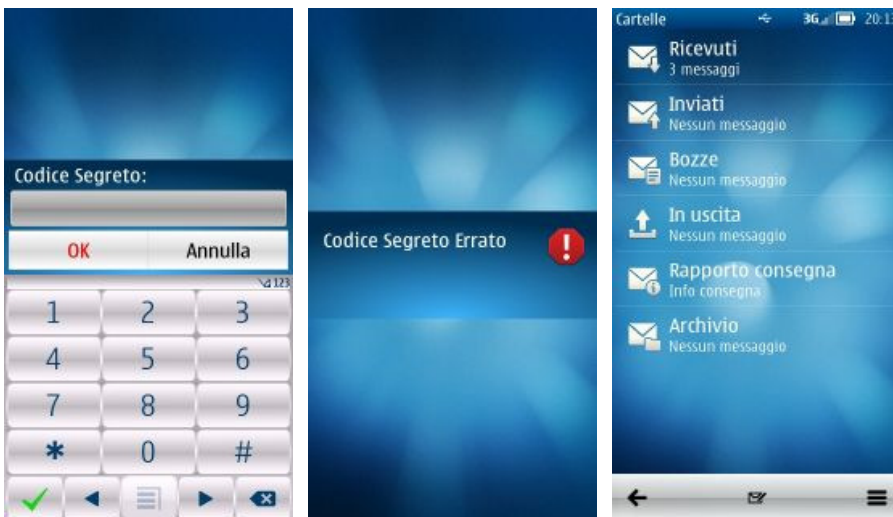 Codice Segreto:
OK Annulla
123
1 2 3
4 5 6
7 8 9
* 0 #
Codice Segreto Errato
!
Cartelle 3G 20:13
Ricevuti
3 messaggi
Inviati
Nessun messaggio
Bozze
Nessun messaggio
In uscita
Nessun messaggio
Rapporto consegna
Info consegna
Archivio
Nessun messaggio